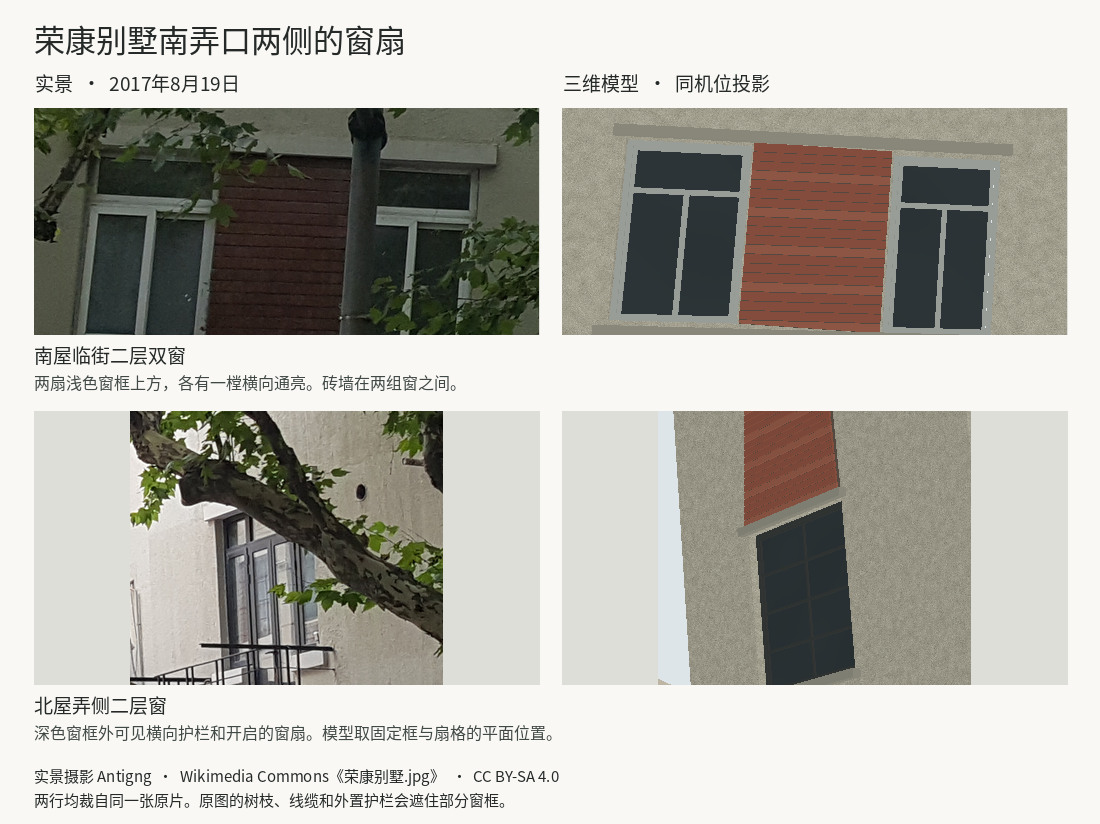 荣康别墅南弄口两侧的窗扇
实景 · 2017年8月19日
三维模型 · 同机位投影
南屋临街二层双窗
两扇浅色窗框上方，各有一樘横向通亮。砖墙在两组窗之间。
北屋弄侧二层窗
深色窗框外可见横向护栏和开启的窗扇。模型取固定框与扇格的平面位置。
实景摄影 Antigng · Wikimedia Commons《荣康别墅.jpg》 · CC BY-SA 4.0
两行均裁自同一张原片。原图的树枝、线缆和外置护栏会遮住部分窗框。